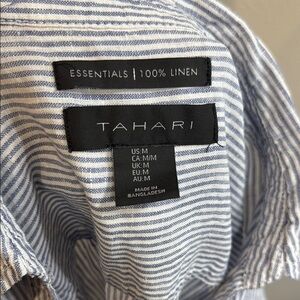 ESSENTIALS | 100% LINEN
TAHARI
US:M
CA:M/M
UK:M
EU:M
AU:M
MADE IN
BANGLADESH